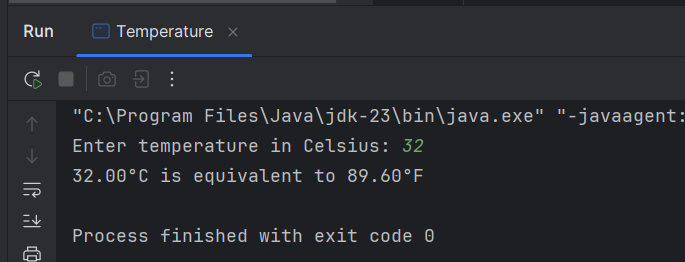 Run Temperature
"C:\Program Files\Java\jdk-23\bin\java.exe" "-javaagent:
Enter temperature in Celsius: 32
32.00°C is equivalent to 89.60°F
Process finished with exit code 0